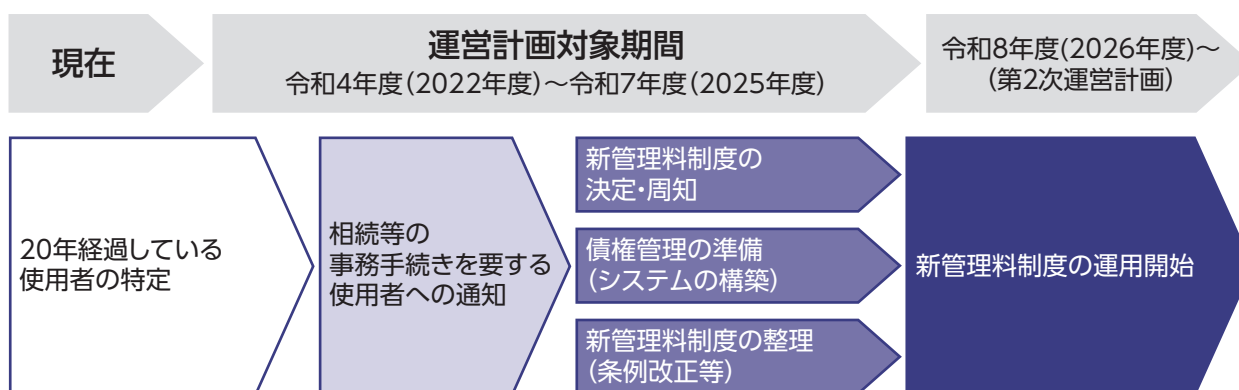 現在
運営計画対象期間
令和4年度(2022年度)～令和7年度(2025年度)
令和8年度(2026年度)～
(第2次運営計画)
20年経過している
使用者の特定
相続等の
事務手続きを要する
使用者への通知
新管理料制度の
決定・周知
債権管理の準備
(システムの構築)
新管理料制度の整理
(条例改正等)
新管理料制度の運用開始